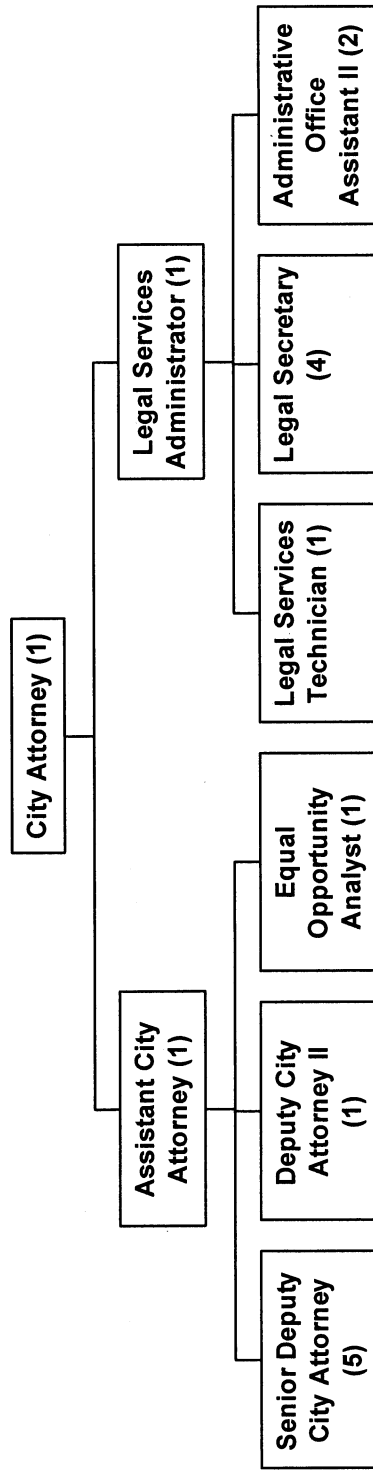 City Attorney (1)
Assistant City
Attorney (1)
Legal Services
Administrator (1)
Senior Deputy
City Attorney
(5)
Deputy City
Attorney II
(1)
Equal
Opportunity
Analyst (1)
Legal Services
Technician (1)
Legal Secretary
(4)
Administrative
Office
Assistant II (2)